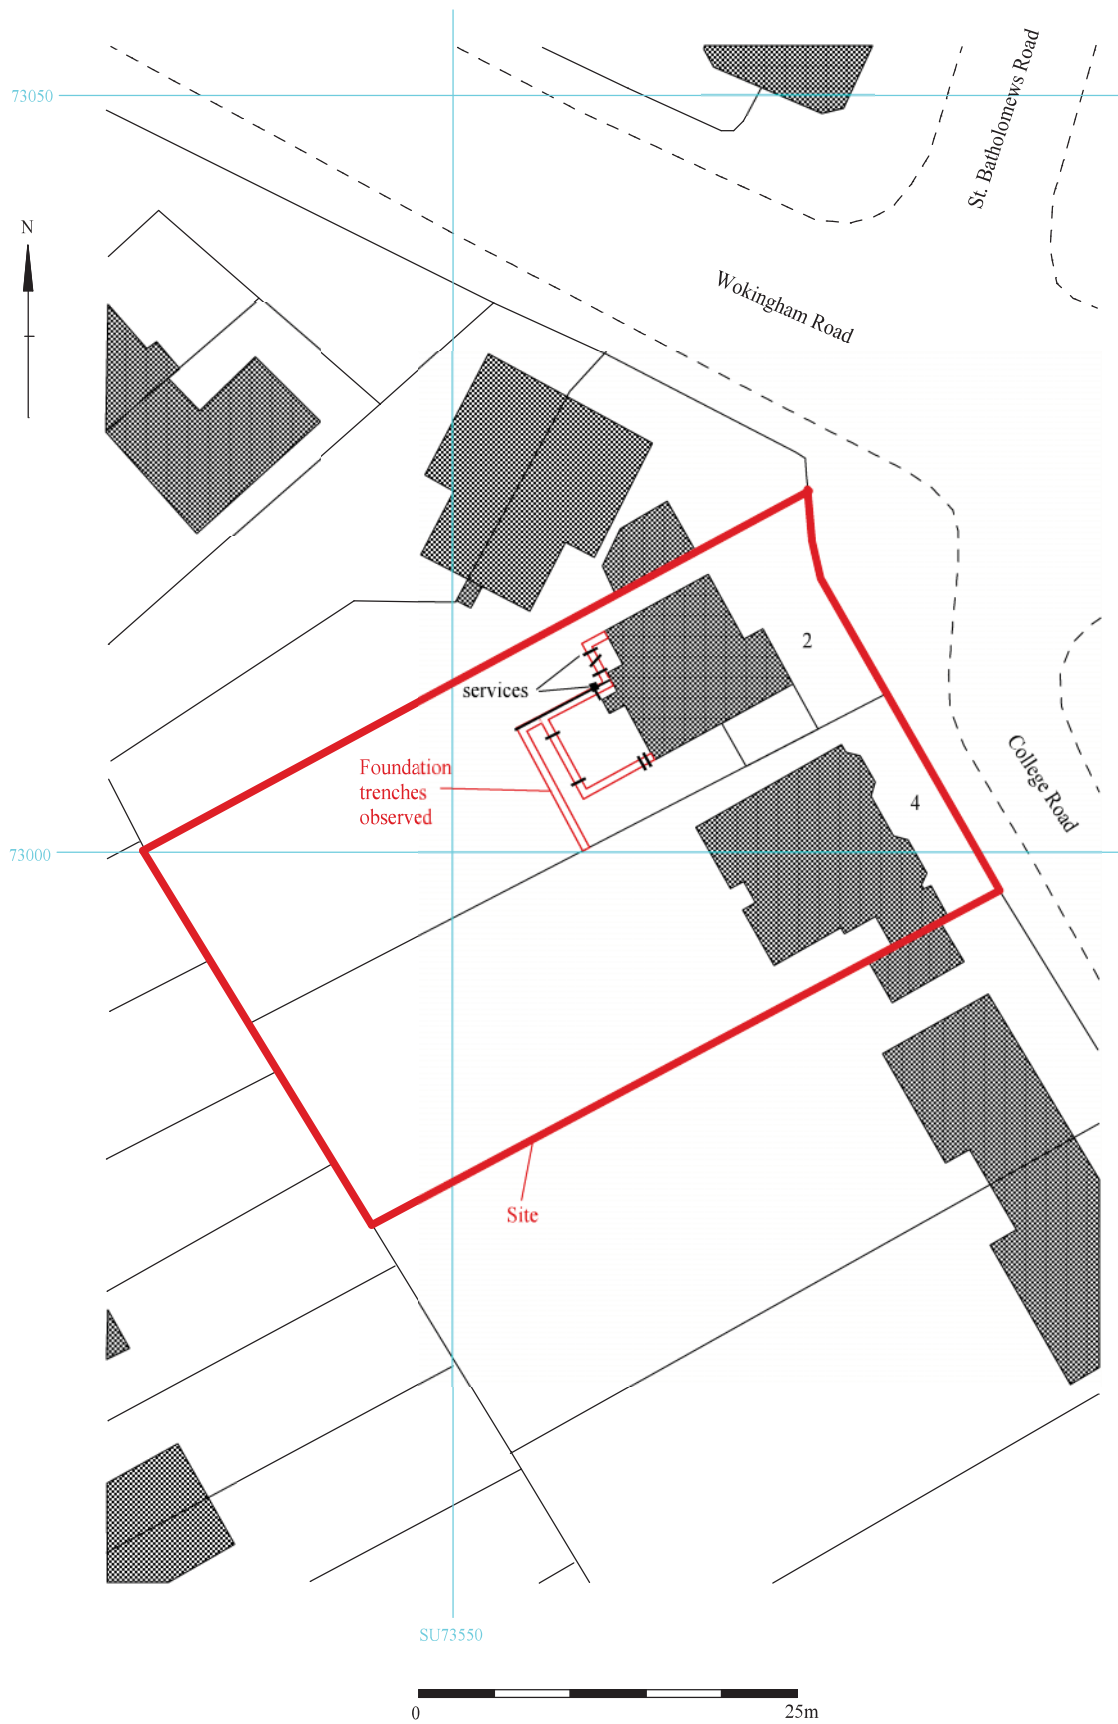 73050
St. Batholomews Road
N
Wokingham Road
2
services
Foundation
trenches
observed
College Road
4
73000
Site
SU73550
0
25m